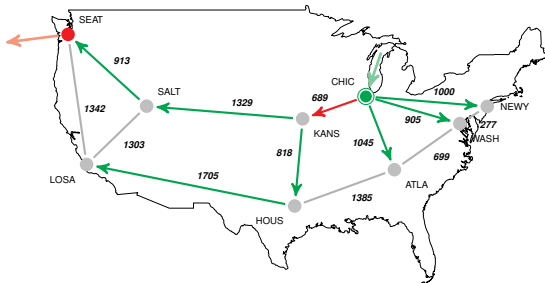 SEAT
913
CHIC
689
1000
SALT
1329
NEWY
1342
KANS
905
277
WASH
1303
818
1045
699
LOSA
1705
ATLA
1385
HOUS